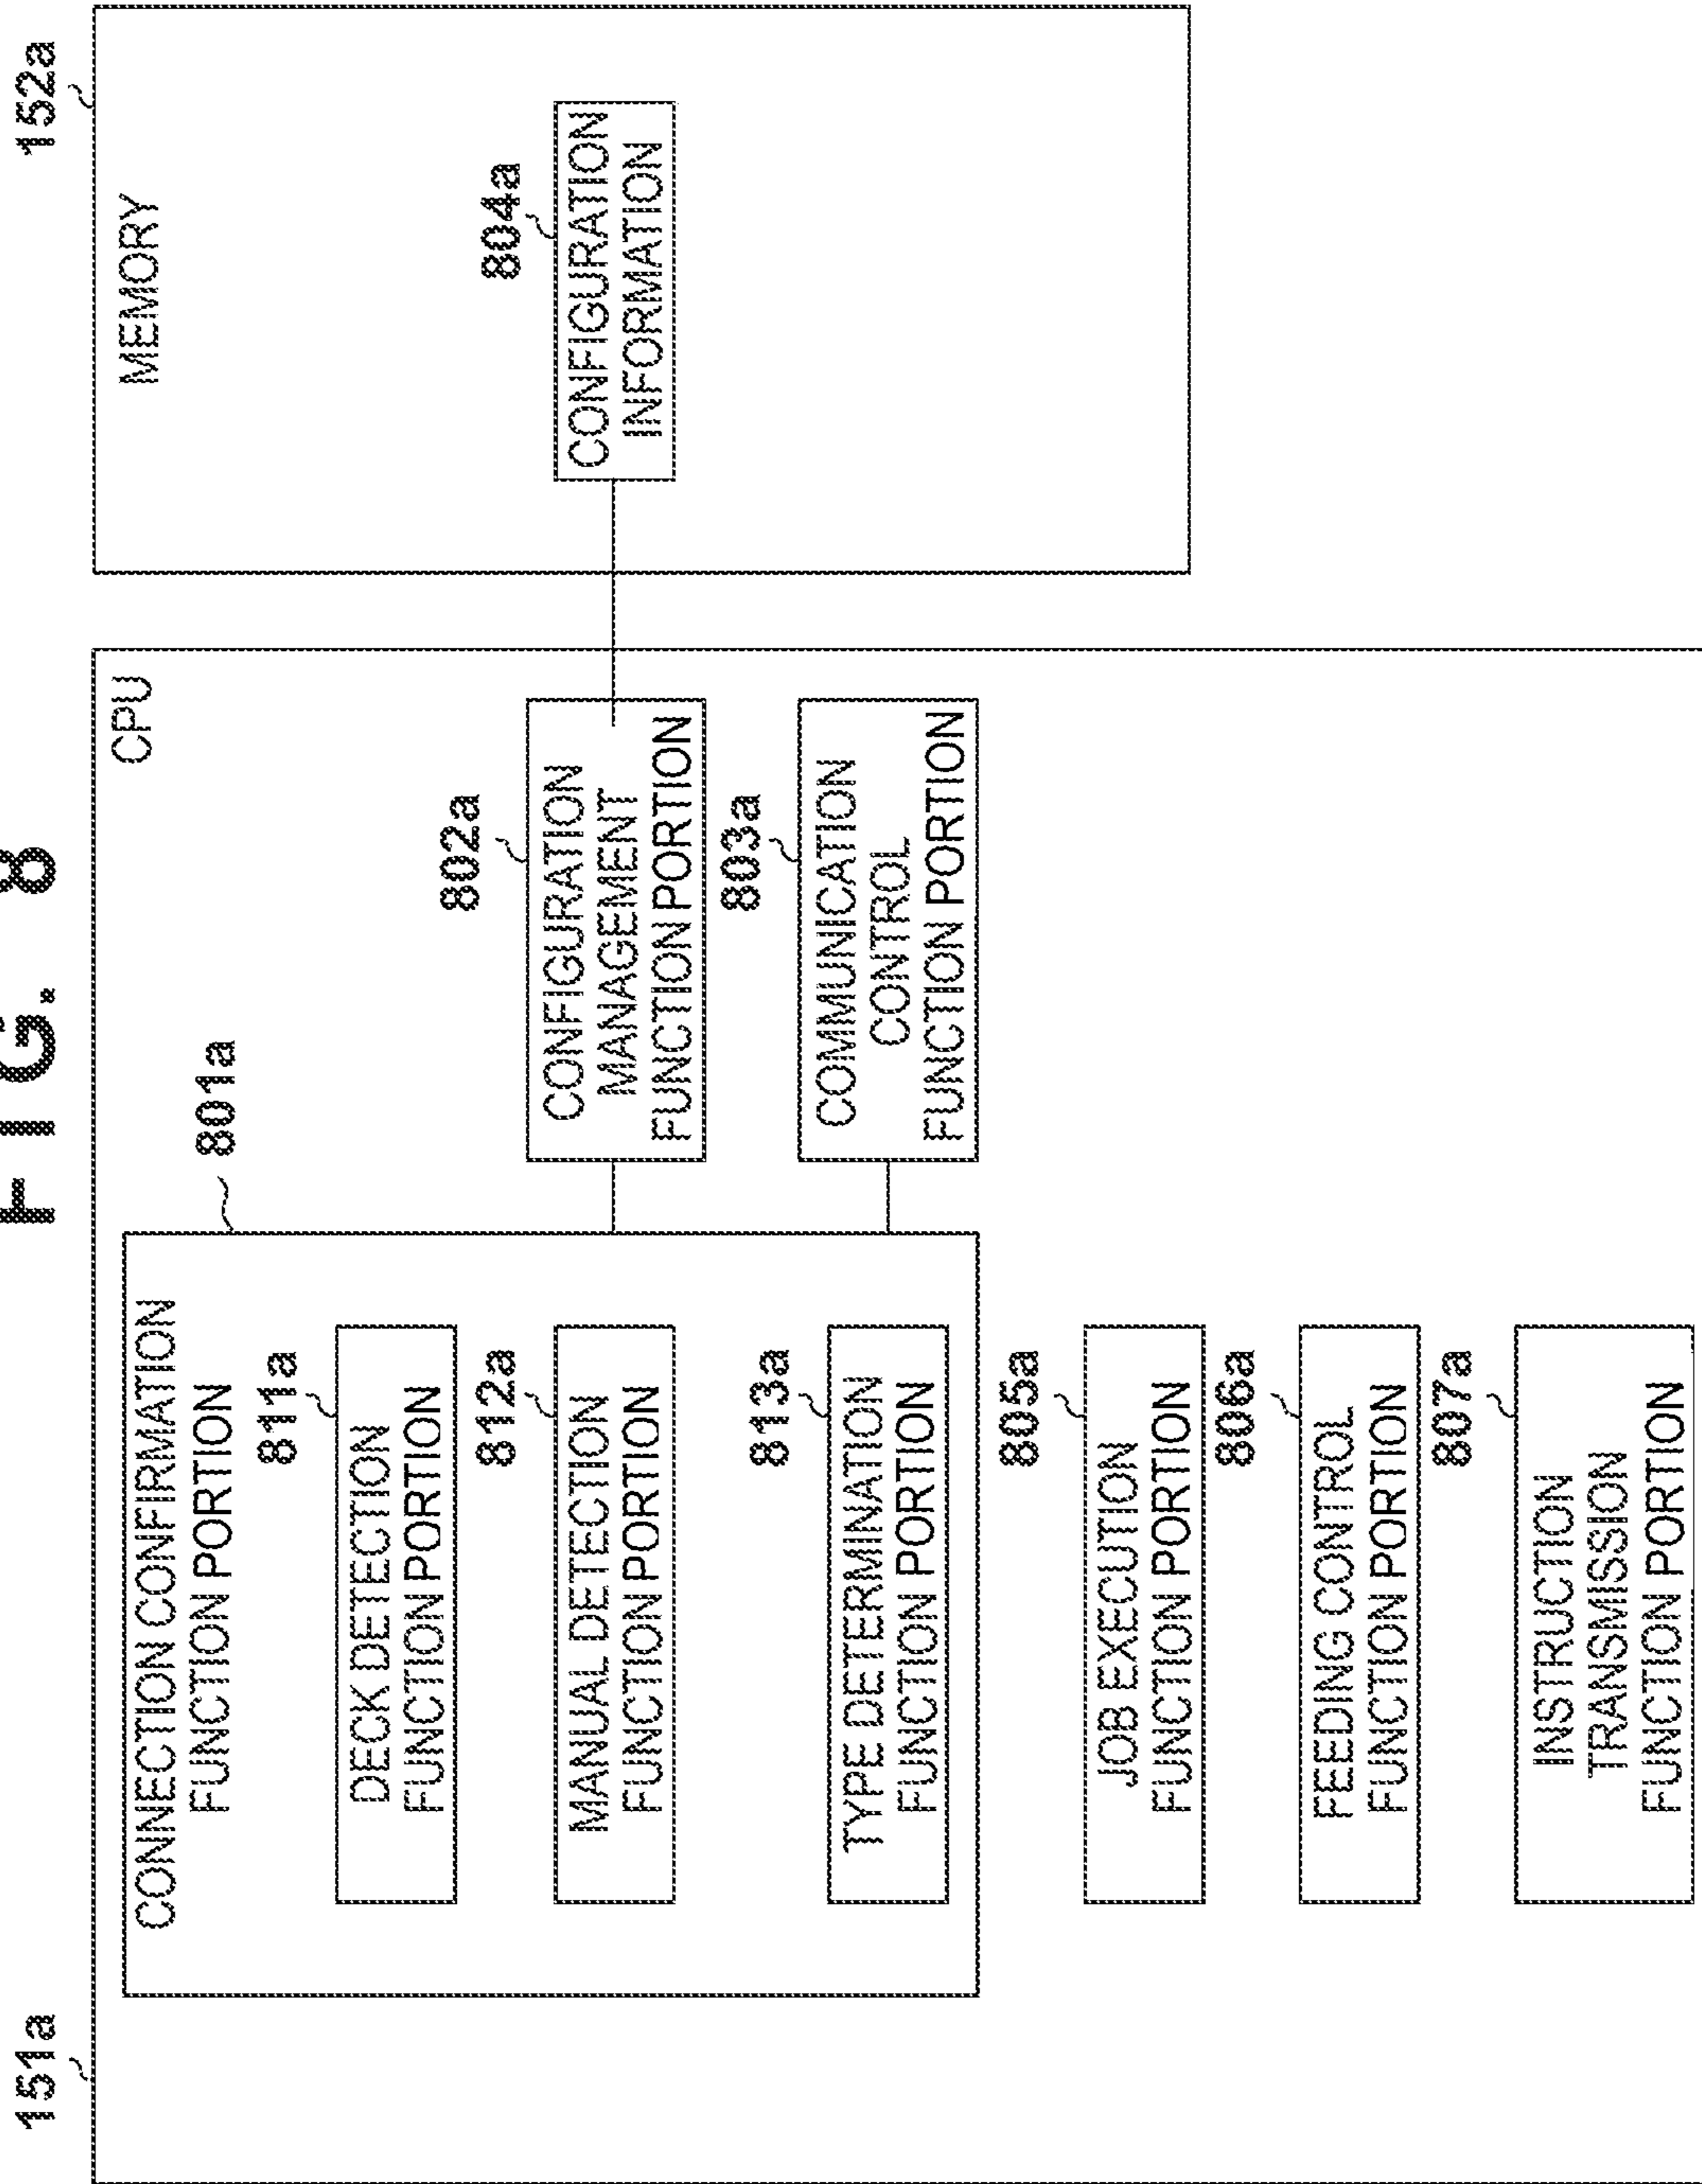 F I G. 8
151a
152a
CPU
MEMORY
801a
CONNECTION CONFIRMATION
FUNCTION PORTION
811a
DECK DETECTION
FUNCTION PORTION
812a
MANUAL DETECTION
FUNCTION PORTION
813a
TYPE DETERMINATION
FUNCTION PORTION
802a
CONFIGURATION
MANAGEMENT
FUNCTION PORTION
803a
COMMUNICATION
CONTROL
FUNCTION PORTION
804a
CONFIGURATION
INFORMATION
805a
JOB EXECUTION
FUNCTION PORTION
806a
FEEDING CONTROL
FUNCTION PORTION
807a
INSTRUCTION
TRANSMISSION
FUNCTION PORTION